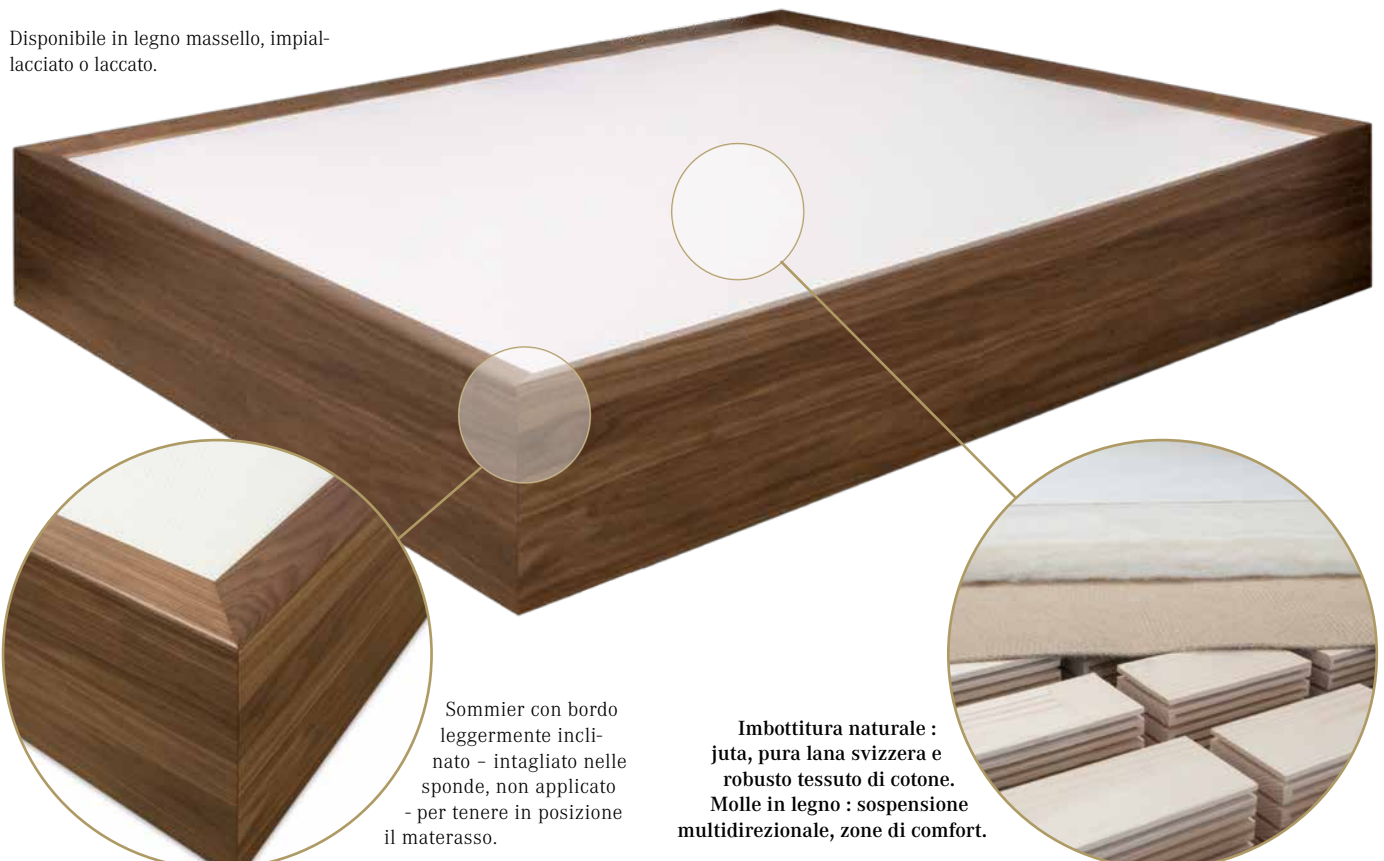 Disponibile in legno massello, impial-
lacciato o laccato.
Sommier con bordo
leggermente incli-
nato – intagliato nelle
sponde, non applicato
- per tenere in posizione
il materasso.
Imbottitura naturale :
juta, pura lana svizzera e
robusto tessuto di cotone.
Molle in legno : sospensione
multidirezionale, zone di comfort.